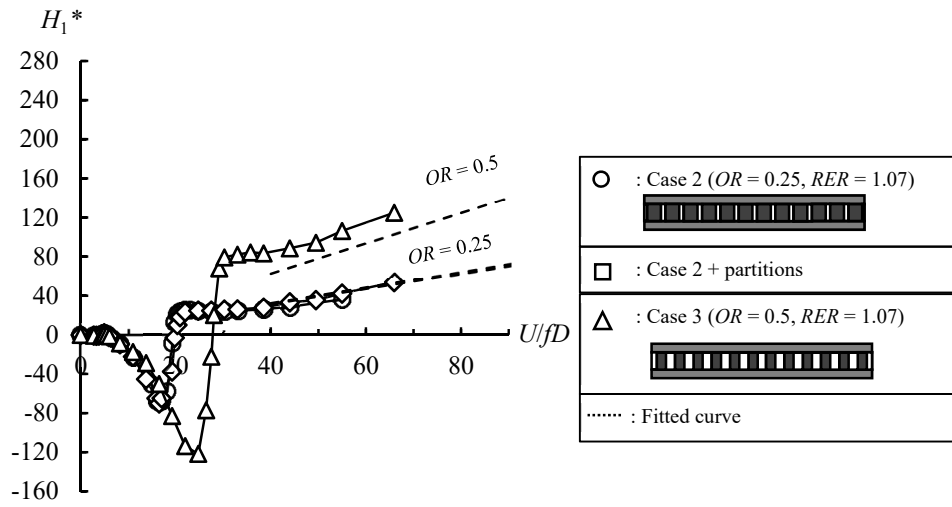 H₁*
280
240
200
160
120
80
40
0
-40
-80
-120
-160
0
20
40
60
80
U/fD
OR = 0.5
OR = 0.25
: Case 2 (OR = 0.25, RER = 1.07)
: Case 2 + partitions
: Case 3 (OR = 0.5, RER = 1.07)
: Fitted curve